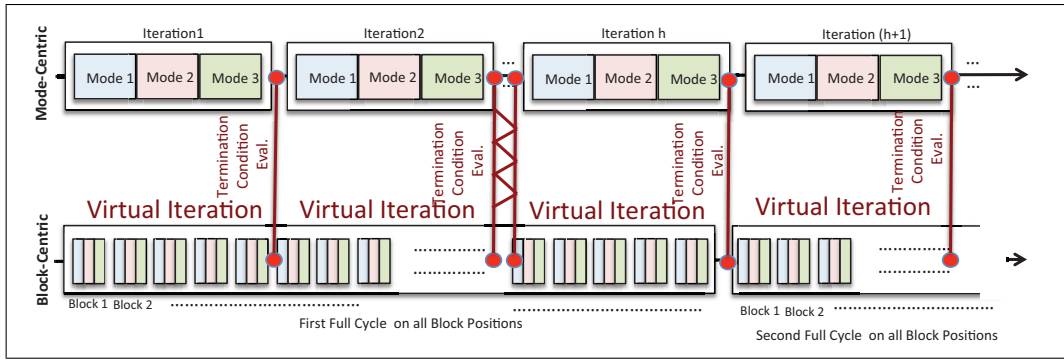 Iteration1 Iteration2 Iteration h Iteration (h+1)
Mode-Centric
Mode 1 Mode 2 Mode 3 Mode 1 Mode 2 Mode 3 Mode 1 Mode 2 Mode 3 Mode 1 Mode 2 Mode 3
Termination Condition Eval. Termination Condition Eval. Termination Condition Eval. Termination Condition Eval.
Virtual Iteration Virtual Iteration Virtual Iteration Virtual Iteration
Block-Centric
Block 1 Block 2 Block 1 Block 2
First Full Cycle on all Block Positions
Second Full Cycle on all Block Positions